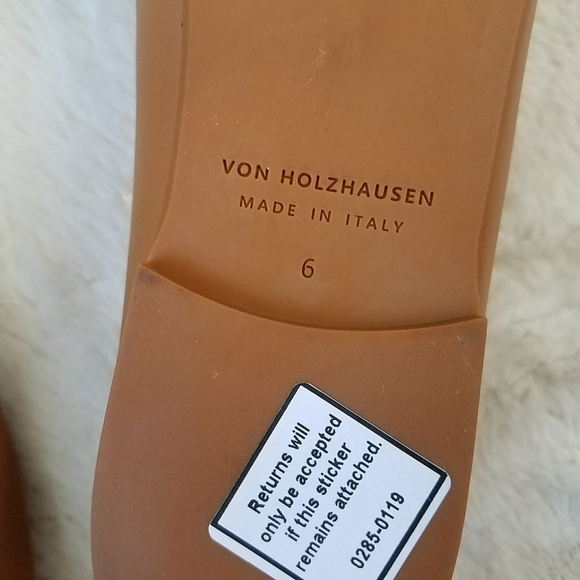 VON HOLZHAUSEN
MADE IN ITALY
6
Returns will
only be accepted
if this sticker
remains attached.
0285-0119